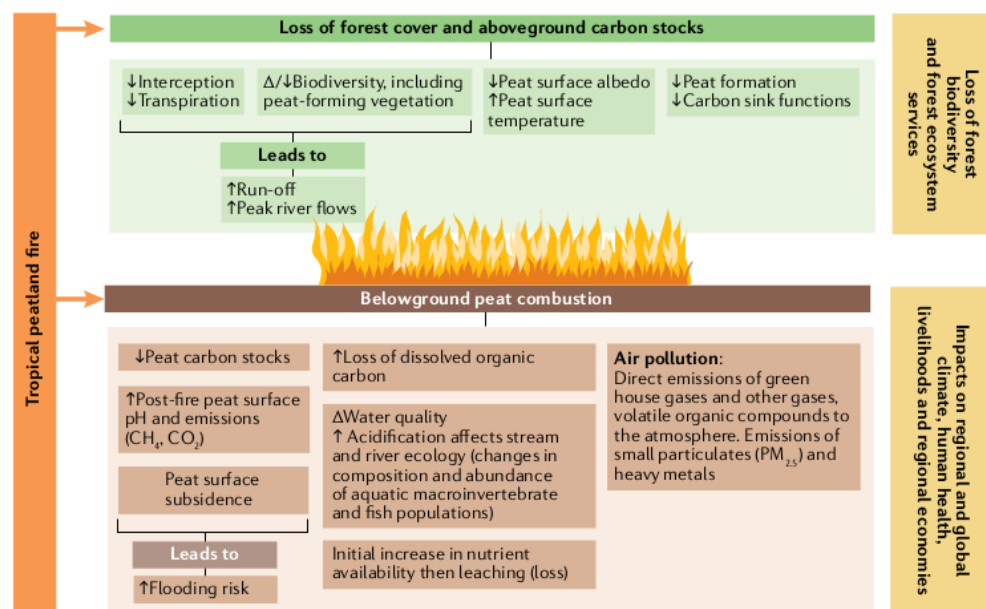 Tropical peatland fire
Loss of forest cover and aboveground carbon stocks
↓Interception
↓Transpiration
Δ/↓Biodiversity, including
peat-forming vegetation
↓Peat surface albedo
↑Peat surface
temperature
↓Peat formation
↓Carbon sink functions
Leads to
↑Run-off
↑Peak river flows
Loss of forest
biodiversity
and forest ecosystem
services
Belowground peat combustion
↓Peat carbon stocks
↑Post-fire peat surface
pH and emissions
(CH₄, CO₂)
Peat surface
subsidence
Leads to
↑Flooding risk
↑Loss of dissolved organic
carbon
ΔWater quality
↑ Acidification affects stream
and river ecology (changes in
composition and abundance
of aquatic macroinvertebrate
and fish populations)
Initial increase in nutrient
availability then leaching (loss)
Air pollution:
Direct emissions of green
house gases and other gases,
volatile organic compounds to
the atmosphere. Emissions of
small particulates (PM₂.₅) and
heavy metals
Impacts on regional and global
climate, human health,
livelihoods and regional economies